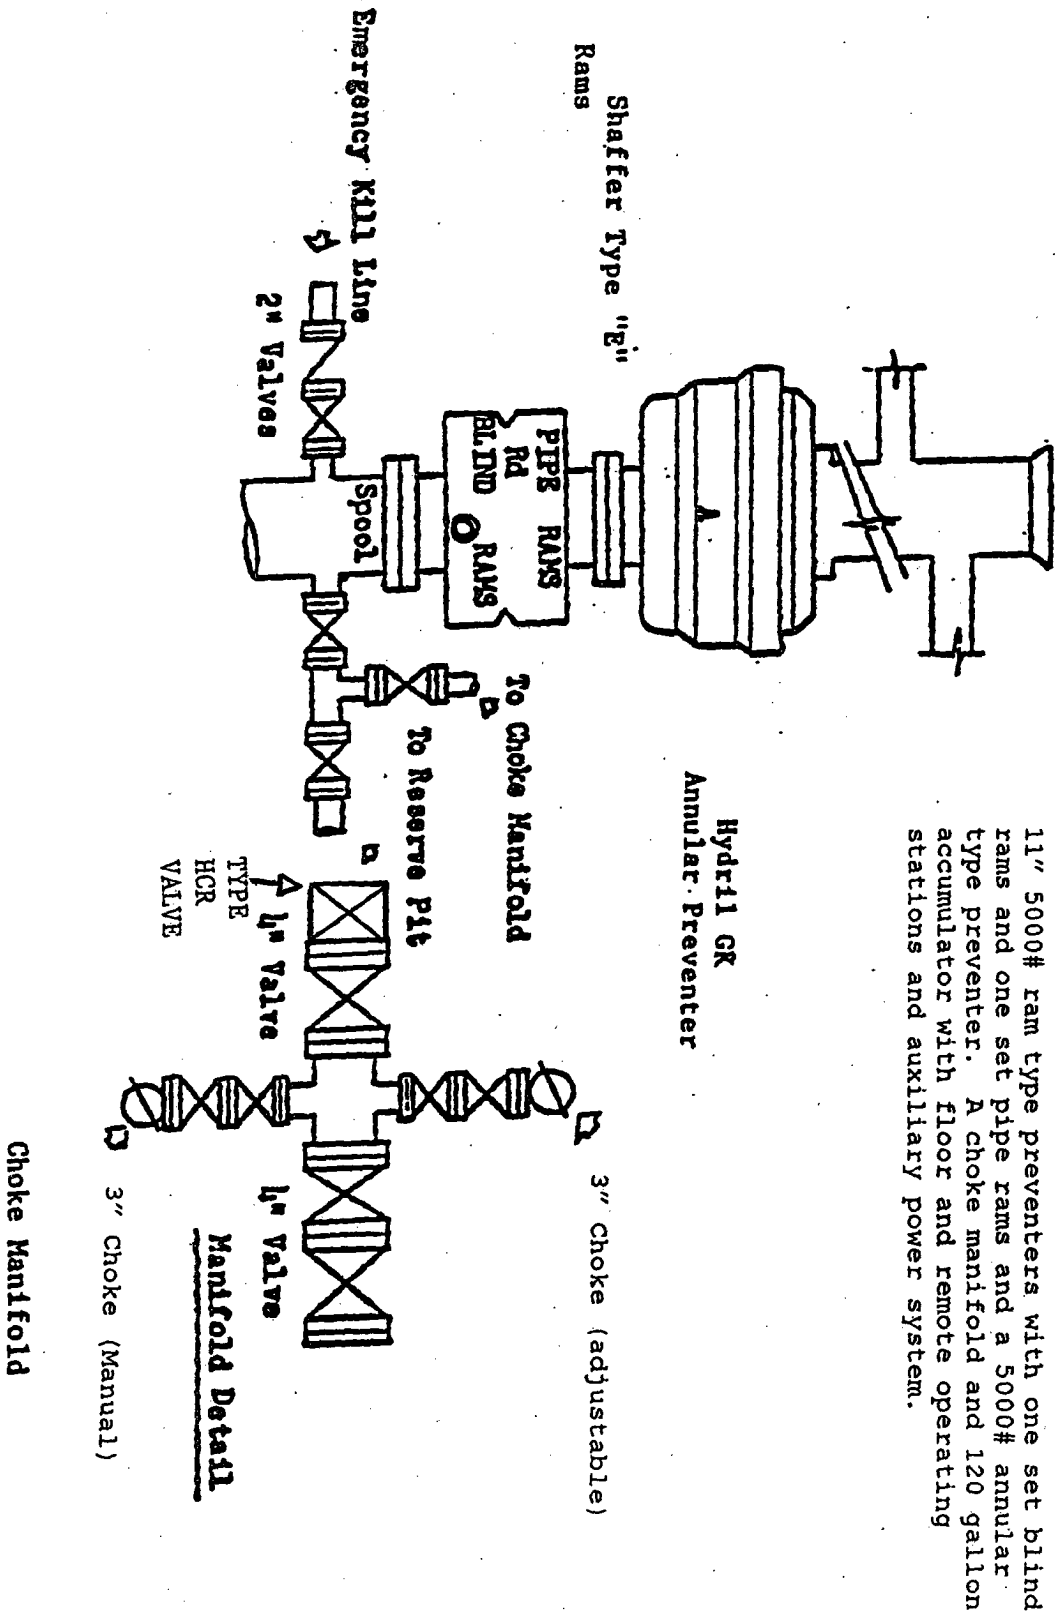 11" 5000# ram type preventers with one set blind
rams and one set pipe rams and a 5000# annular
type preventer. A choke manifold and 120 gallon
accumulator with floor and remote operating
stations and auxiliary power system.
Shaffer Type "E"
Rams
Hydril GK
Annular Preventer
A
PIPE RAMS
Rd
BLIND RAMS
Spool
Emergency Kill Line
2" Valves
To Choke Manifold
To Reserve Pit
TYPE
HCR
VALVE
4" Valve
4" Valve
3" Choke (adjustable)
3" Choke (Manual)
Manifold Detail
Choke Manifold